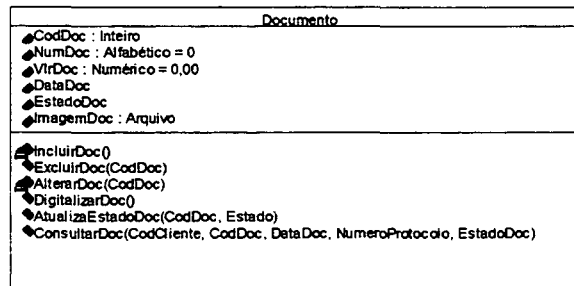 Documento
CodDoc : Inteiro
NumDoc : Alfabético = 0
VlrDoc : Numérico = 0,00
DataDoc
EstadoDoc
ImagemDoc : Arquivo
IncluirDoc()
ExcluirDoc(CodDoc)
AlterarDoc(CodDoc)
DigitalizarDoc()
AtualizaEstadoDoc(CodDoc, Estado)
ConsultarDoc(CodCliente, CodDoc, DataDoc, NumeroProtocolo, EstadoDoc)